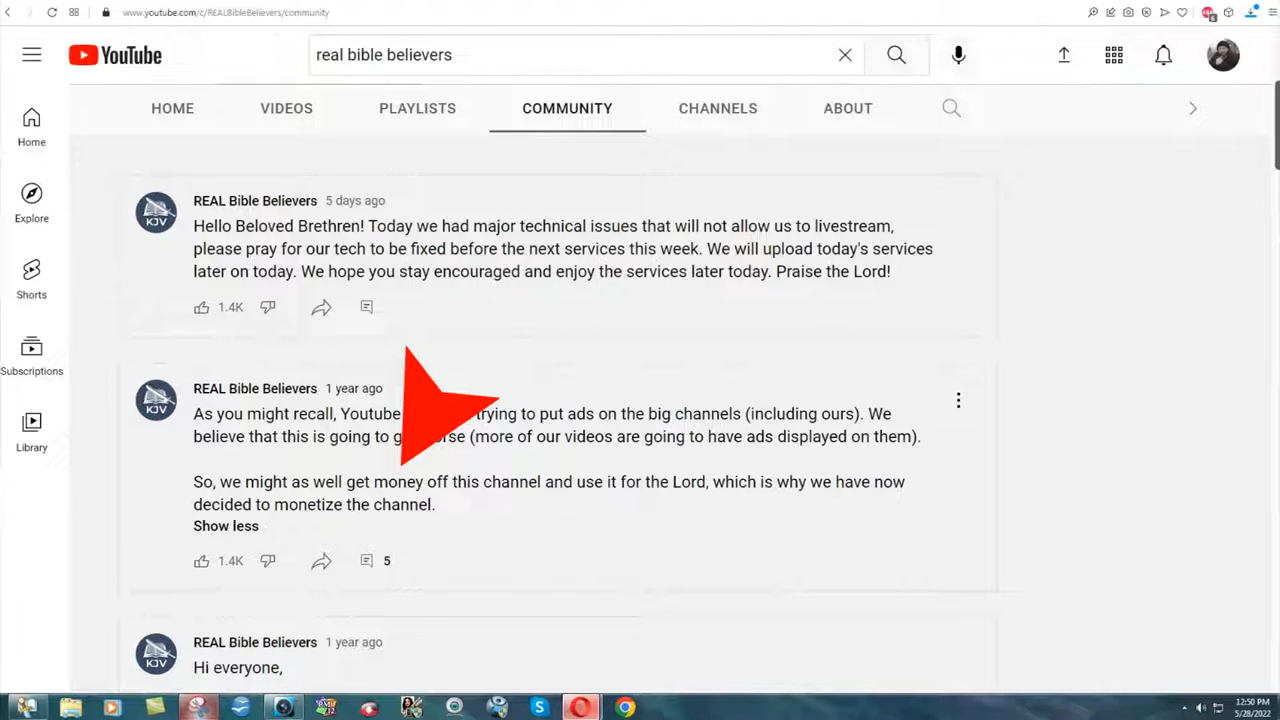 www.youtube.com/c/REALBibleBelievers/community
YouTube
real bible believers
HOME VIDEOS PLAYLISTS COMMUNITY CHANNELS ABOUT
Home
Explore
Shorts
Subscriptions
Library
KJV
REAL Bible Believers 5 days ago
Hello Beloved Brethren! Today we had major technical issues that will not allow us to livestream,
please pray for our tech to be fixed before the next services this week. We will upload today's services
later on today. We hope you stay encouraged and enjoy the services later today. Praise the Lord!
1.4K
KJV
REAL Bible Believers 1 year ago
As you might recall, Youtube trying to put ads on the big channels (including ours). We
believe that this is going to (more of our videos are going to have ads displayed on them).
So, we might as well get money off this channel and use it for the Lord, which is why we have now
decided to monetize the channel.
Show less
1.4K 5
KJV
REAL Bible Believers 1 year ago
Hi everyone,
12:50 PM
5/28/2022